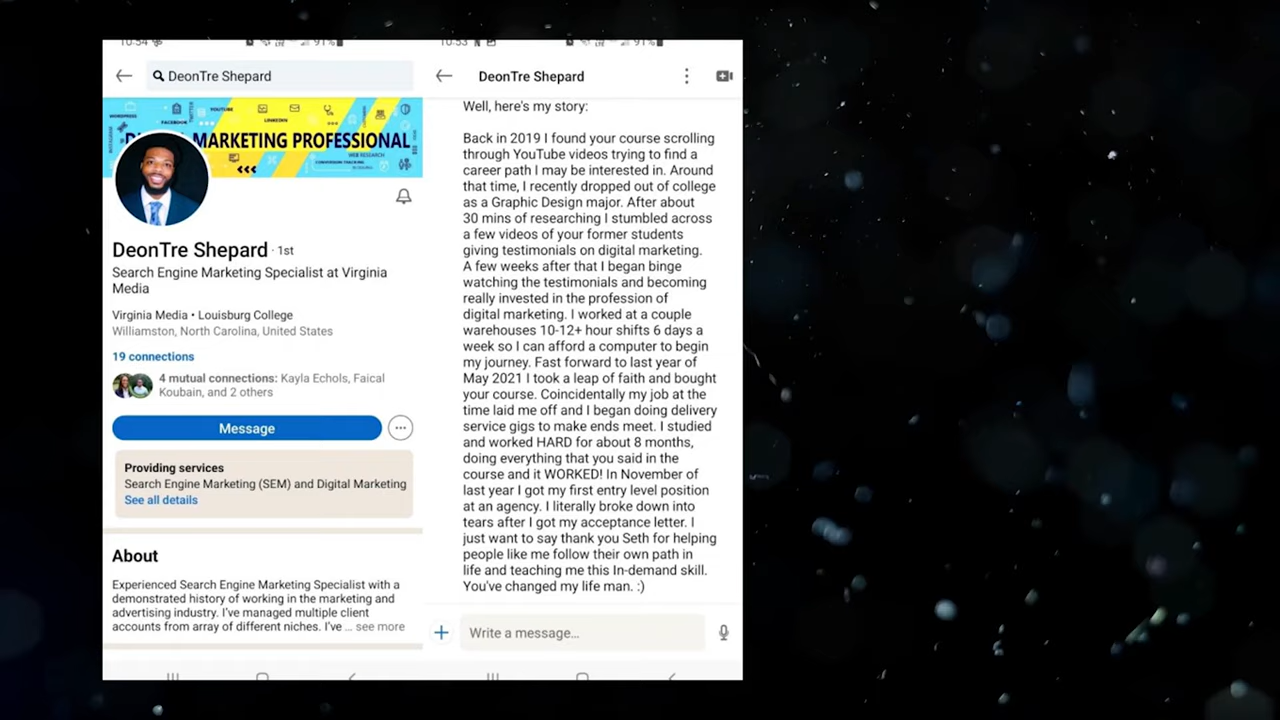 10:54
91%
DeonTre Shepard
WORDPRESS
FACEBOOK
TWITTER
YOUTUBE
LINKEDIN
MARKETING PROFESSIONAL
WEB RESEARCH
CONVERSION TRACKING
DeonTre Shepard · 1st
Search Engine Marketing Specialist at Virginia
Media
Virginia Media • Louisburg College
Williamston, North Carolina, United States
19 connections
4 mutual connections: Kayla Echols, Faical
Koubain, and 2 others
Message
Providing services
Search Engine Marketing (SEM) and Digital Marketing
See all details
About
Experienced Search Engine Marketing Specialist with a
demonstrated history of working in the marketing and
advertising industry. I've managed multiple client
accounts from array of different niches. I've ... see more
10:53
91%
DeonTre Shepard
Well, here's my story:
Back in 2019 I found your course scrolling
through YouTube videos trying to find a
career path I may be interested in. Around
that time, I recently dropped out of college
as a Graphic Design major. After about
30 mins of researching I stumbled across
a few videos of your former students
giving testimonials on digital marketing.
A few weeks after that I began binge
watching the testimonials and becoming
really invested in the profession of
digital marketing. I worked at a couple
warehouses 10-12+ hour shifts 6 days a
week so I can afford a computer to begin
my journey. Fast forward to last year of
May 2021 I took a leap of faith and bought
your course. Coincidentally my job at the
time laid me off and I began doing delivery
service gigs to make ends meet. I studied
and worked HARD for about 8 months,
doing everything that you said in the
course and it WORKED! In November of
last year I got my first entry level position
at an agency. I literally broke down into
tears after I got my acceptance letter. I
just want to say thank you Seth for helping
people like me follow their own path in
life and teaching me this In-demand skill.
You've changed my life man. :)
Write a message...